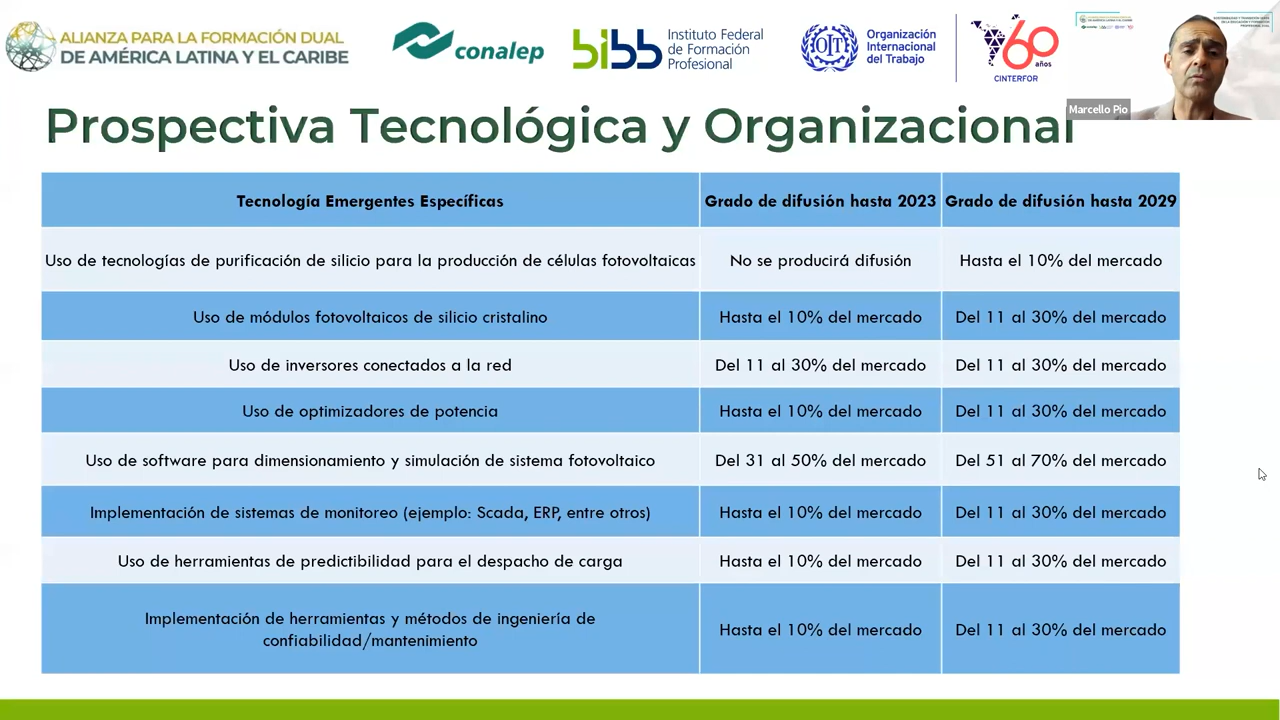 ALIANZA PARA LA FORMACIÓN DUAL
DE AMÉRICA LATINA Y EL CARIBE
conalep
bibb
Instituto Federal
de Formación
Profesional
OIT
Organización
Internacional
del Trabajo
60
años
CINTERFOR
Marcello Pio
Prospectiva Tecnológica y Organizacional
Tecnología Emergentes Específicas
Grado de difusión hasta 2023
Grado de difusión hasta 2029
Uso de tecnologías de purificación de silicio para la producción de células fotovoltaicas
No se producirá difusión
Hasta el 10% del mercado
Uso de módulos fotovoltaicos de silicio cristalino
Hasta el 10% del mercado
Del 11 al 30% del mercado
Uso de inversores conectados a la red
Del 11 al 30% del mercado
Del 11 al 30% del mercado
Uso de optimizadores de potencia
Hasta el 10% del mercado
Del 11 al 30% del mercado
Uso de software para dimensionamiento y simulación de sistema fotovoltaico
Del 31 al 50% del mercado
Del 51 al 70% del mercado
Implementación de sistemas de monitoreo (ejemplo: Scada, ERP, entre otros)
Hasta el 10% del mercado
Del 11 al 30% del mercado
Uso de herramientas de predictibilidad para el despacho de carga
Hasta el 10% del mercado
Del 11 al 30% del mercado
Implementación de herramientas y métodos de ingeniería de
confiabilidad/mantenimiento
Hasta el 10% del mercado
Del 11 al 30% del mercado